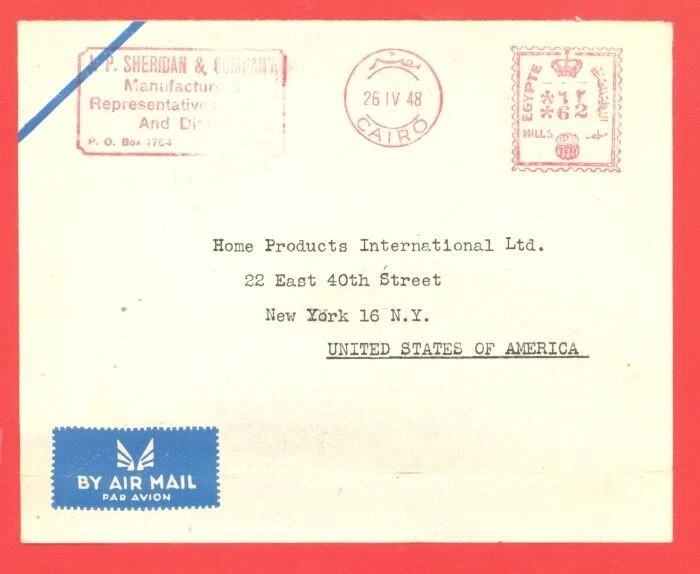 P. SHERIDAN &
Manufacture
Representatives
And
P. O. Box 1764
26 IV 48
CAIRO
EGYPTE
**٦٢
**62
MILLS
Home Products International Ltd.
22 East 40th Street
New York 16 N.Y.
UNITED STATES OF AMERICA
BY AIR MAIL
PAR AVION